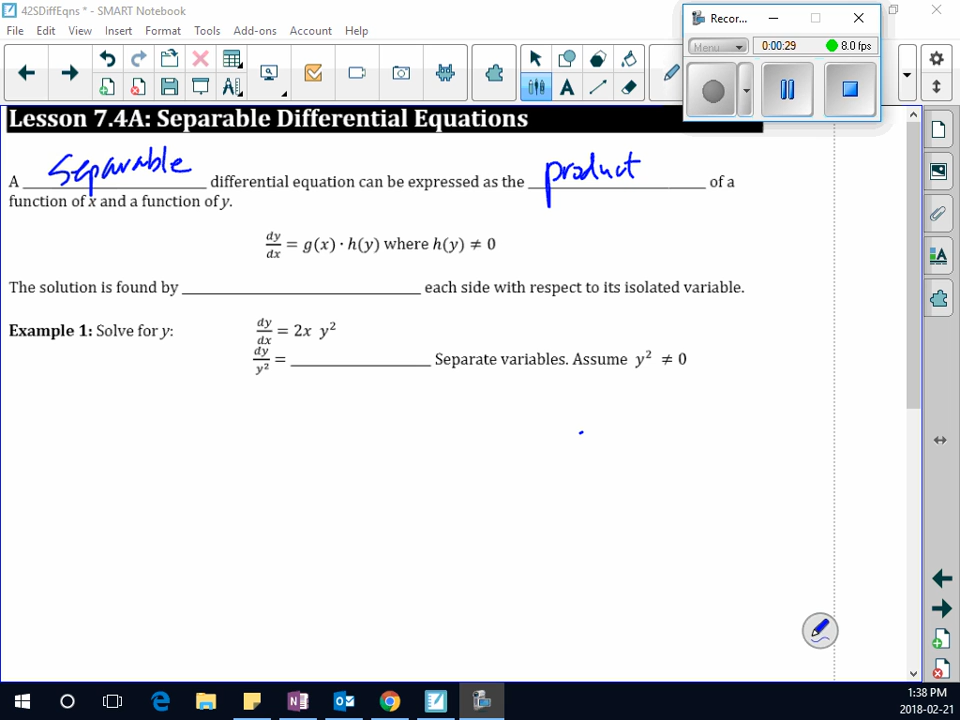 42SDiffEqns * - SMART Notebook
File Edit View Insert Format Tools Add-ons Account Help
Recor...
Menu 0:00:29 8.0 fps
Lesson 7.4A: Separable Differential Equations
A separable differential equation can be expressed as the product of a
function of x and a function of y.
dy/dx = g(x) · h(y) where h(y) ≠ 0
The solution is found by ____________ each side with respect to its isolated variable.
Example 1: Solve for y: dy/dx = 2x y²
dy/y² = ____________ Separate variables. Assume y² ≠ 0
1:38 PM
2018-02-21